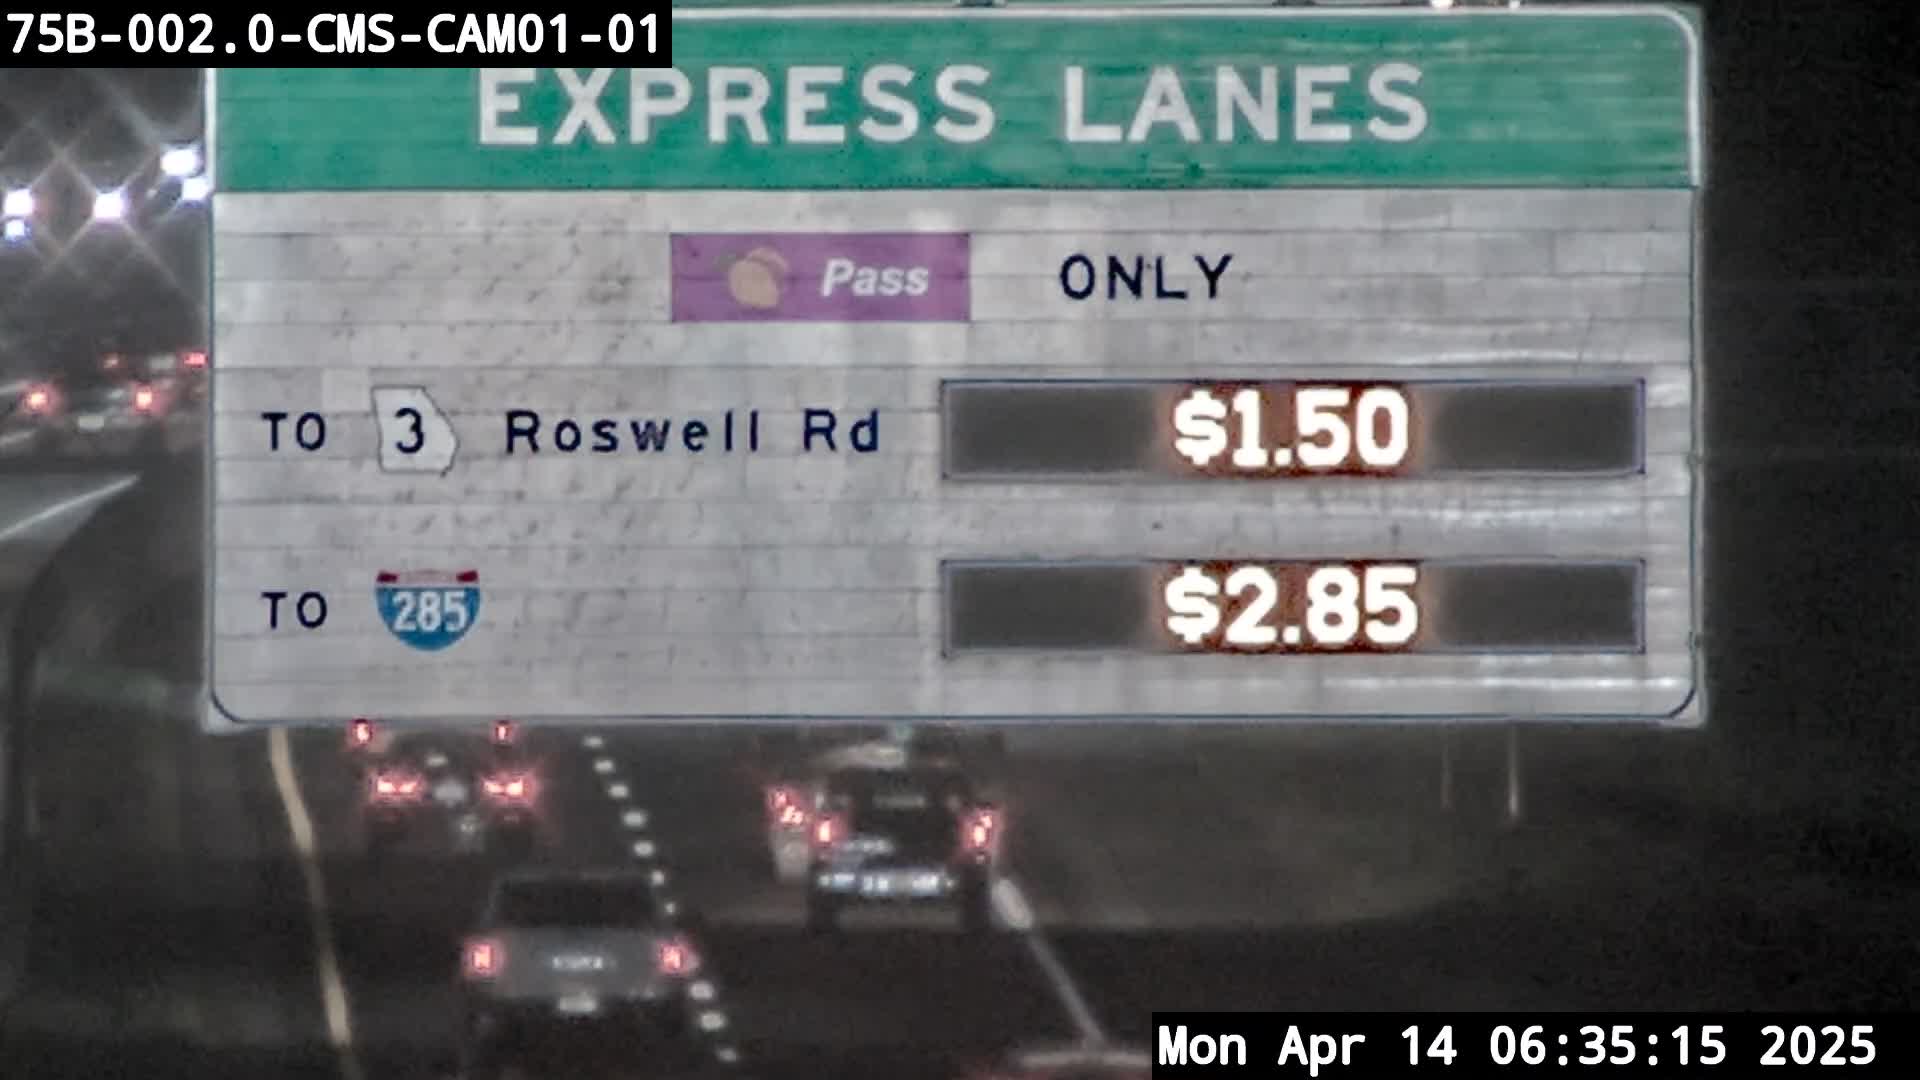 75B-002.0-CMS-CAM01-01
EXPRESS LANES
Pass ONLY
TO 3 Roswell Rd $1.50
TO 285 $2.85
Mon Apr 14 06:35:15 2025